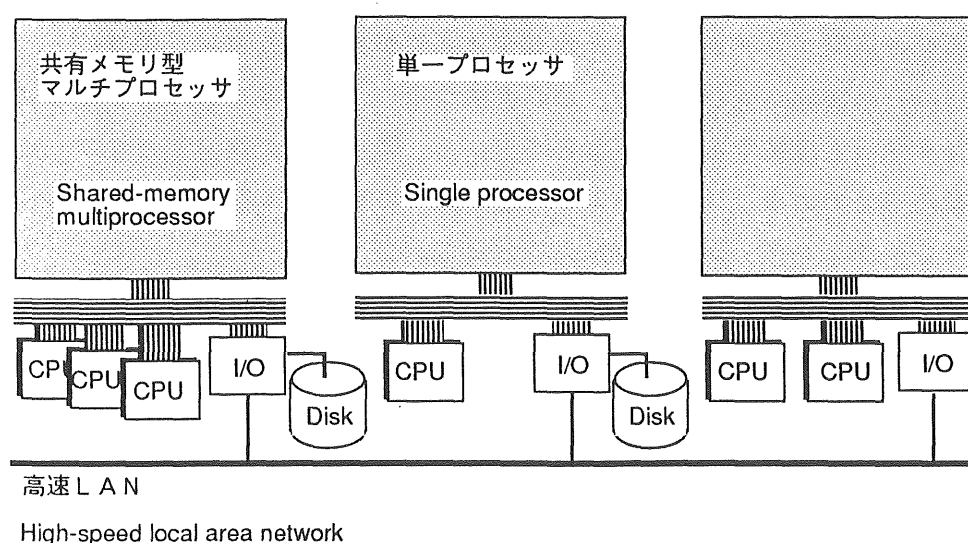 共有メモリ型
マルチプロセッサ
Shared-memory
multiprocessor
単一プロセッサ
Single processor
CPU
CPU
CPU
I/O
Disk
CPU
I/O
Disk
CPU
CPU
I/O
高速LAN
High-speed local area network